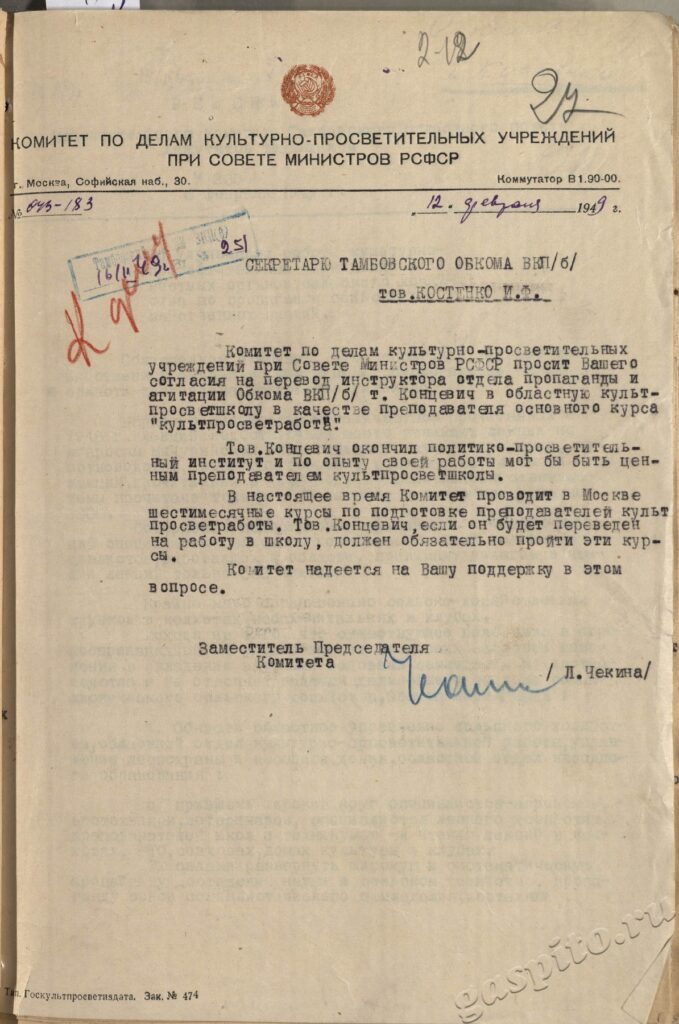 2-12
27
КОМИТЕТ ПО ДЕЛАМ КУЛЬТУРНО-ПРОСВЕТИТЕЛЬНЫХ УЧРЕЖДЕНИЙ
ПРИ СОВЕТЕ МИНИСТРОВ РСФСР
г. Москва, Софийская наб., 30.
Коммутатор В 1.90-00.
12. февраля 1949 г.
251
СЕКРЕТАРЮ ТАМБОВСКОГО ОБКОМА ВКП/б/
тов.КОСТЕНКО И.Ф.
Комитет по делам культурно-просветительных
учреждений при Совете Министров РСФСР просит Вашего
согласия на перевод инструктора отдела пропаганды и
агитации Обкома ВКП/б/ т. Концевич в областную культ-
просветшколу в качестве преподавателя основного курса
"культпросветработа".
Тов.Концевич окончил политико-просветитель-
ный институт и по опыту своей работы мог бы быть цен-
ным преподавателем культпросветшколы.
В настоящее время Комитет проводит в Москве
шестимесячные курсы по подготовке преподавателей культ
просветработы. Тов.Концевич,если он будет переведен
на работу в школу, должен обязательно пройти эти кур-
сы.
Комитет надеется на Вашу поддержку в этом
вопросе.
Заместитель Председателя
Комитета
/ Л.Чекина/
Тип. Госкультпросветиздата. Зак. № 474
gaspito.ru